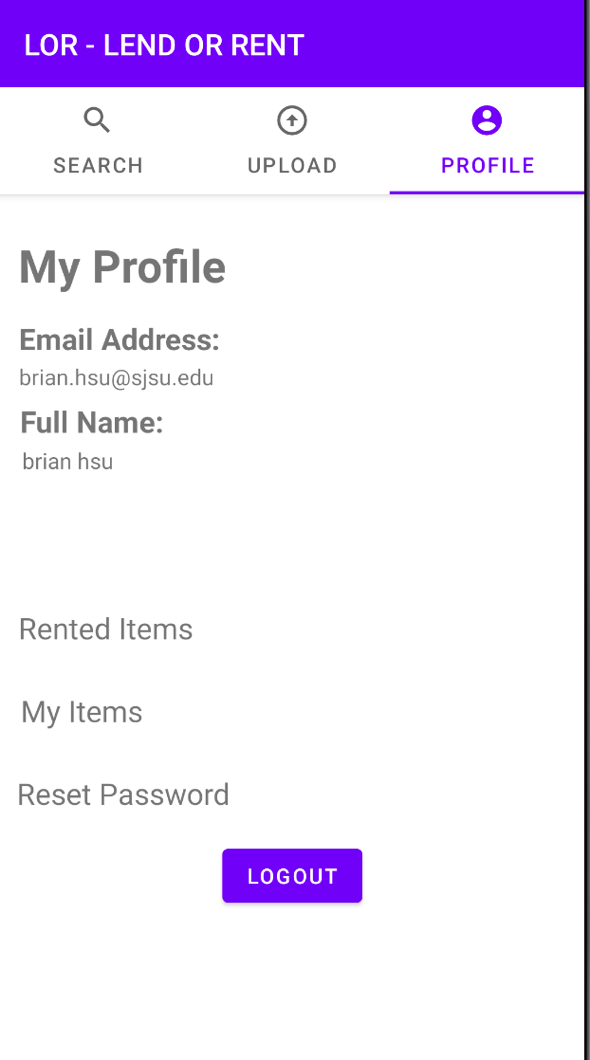 LOR - LEND OR RENT
SEARCH
UPLOAD
PROFILE
My Profile
Email Address:
brian.hsu@sjsu.edu
Full Name:
brian hsu
Rented Items
My Items
Reset Password
LOGOUT